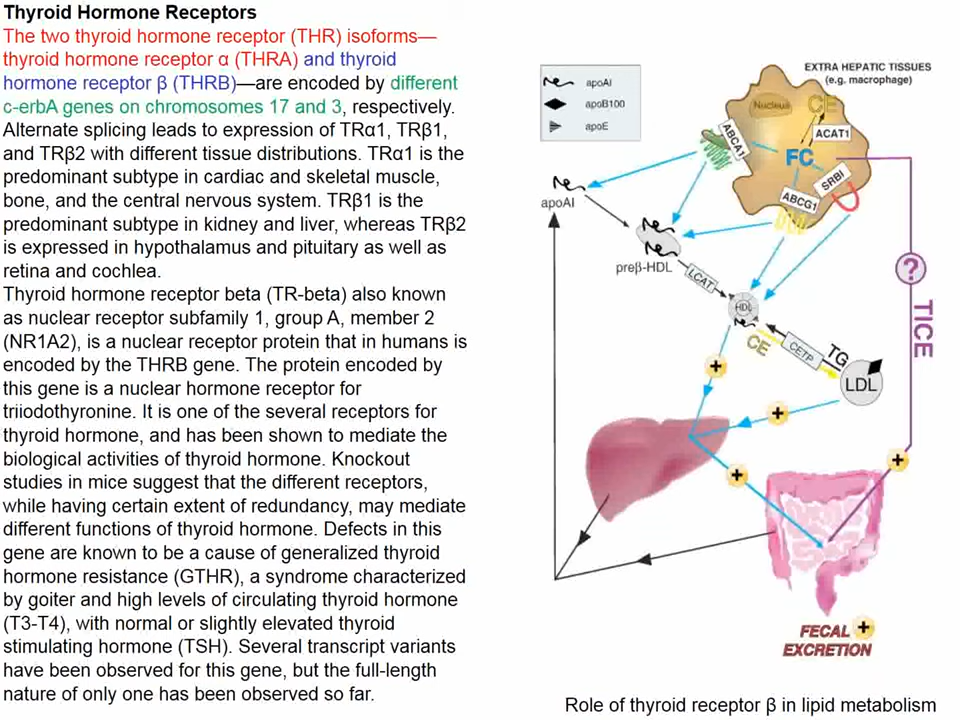 Thyroid Hormone Receptors
The two thyroid hormone receptor (THR) isoforms—
thyroid hormone receptor α (THRA) and thyroid
hormone receptor β (THRB)—are encoded by different
c-erbA genes on chromosomes 17 and 3, respectively.
Alternate splicing leads to expression of TRα1, TRβ1,
and TRβ2 with different tissue distributions. TRα1 is the
predominant subtype in cardiac and skeletal muscle,
bone, and the central nervous system. TRβ1 is the
predominant subtype in kidney and liver, whereas TRβ2
is expressed in hypothalamus and pituitary as well as
retina and cochlea.
Thyroid hormone receptor beta (TR-beta) also known
as nuclear receptor subfamily 1, group A, member 2
(NR1A2), is a nuclear receptor protein that in humans is
encoded by the THRB gene. The protein encoded by
this gene is a nuclear hormone receptor for
triiodothyronine. It is one of the several receptors for
thyroid hormone, and has been shown to mediate the
biological activities of thyroid hormone. Knockout
studies in mice suggest that the different receptors,
while having certain extent of redundancy, may mediate
different functions of thyroid hormone. Defects in this
gene are known to be a cause of generalized thyroid
hormone resistance (GTHR), a syndrome characterized
by goiter and high levels of circulating thyroid hormone
(T3-T4), with normal or slightly elevated thyroid
stimulating hormone (TSH). Several transcript variants
have been observed for this gene, but the full-length
nature of only one has been observed so far.
apoAI
apoB100
apoE
EXTRA HEPATIC TISSUES
(e.g. macrophage)
Nucleus
CE
ABCA1
ACAT1
FC
SRBI
ABCG1
apoAI
preβ-HDL
LCAT
HDL
CE
CETP
TG
LDL
?
TICE
+
+
+
+
FECAL +
EXCRETION
Role of thyroid receptor β in lipid metabolism